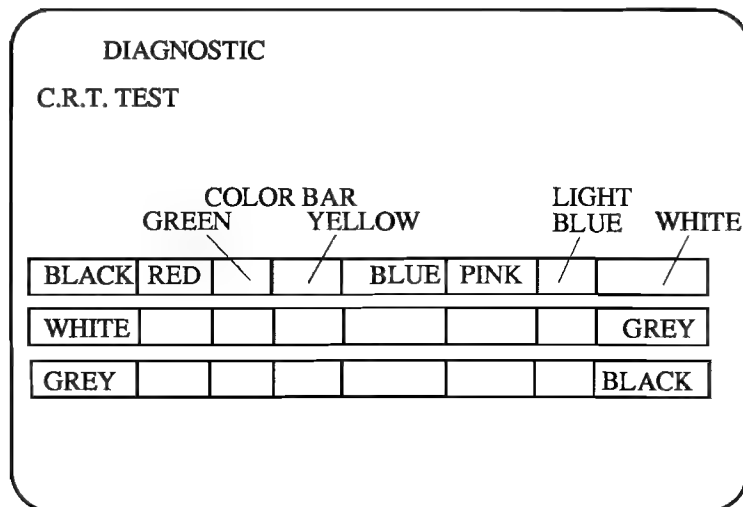 DIAGNOSTIC
C.R.T. TEST
COLOR BAR
GREEN YELLOW LIGHT BLUE WHITE
BLACK RED BLUE PINK
WHITE GREY
GREY BLACK